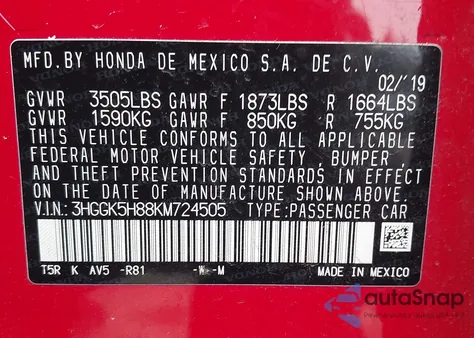 MFD.BY HONDA DE MEXICO S.A. DE C.V.
02/'19
GVWR 3505LBS GAWR F 1873LBS R 1664LBS
GVWR 1590KG GAWR F 850KG R 755KG
THIS VEHICLE CONFORMS TO ALL APPLICABLE
FEDERAL MOTOR VEHICLE SAFETY, BUMPER,
AND THEFT PREVENTION STANDARDS IN EFFECT
ON THE DATE OF MANUFACTURE SHOWN ABOVE.
V.I.N.: 3HGGK5H88KM724505 TYPE:PASSENGER CAR
T5R K AV5 -R81 -W- -M MADE IN MEXICO
autoSnap